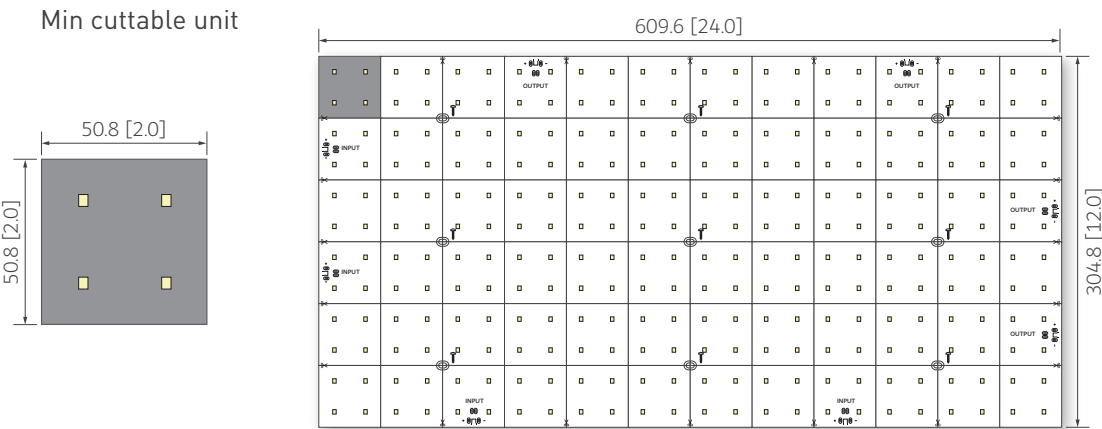 Min cuttable unit
609.6 [24.0]
OUTPUT
OUTPUT
50.8 [2.0]
INPUT
50.8 [2.0]
OUTPUT
304.8 [12.0]
INPUT
OUTPUT
INPUT
INPUT